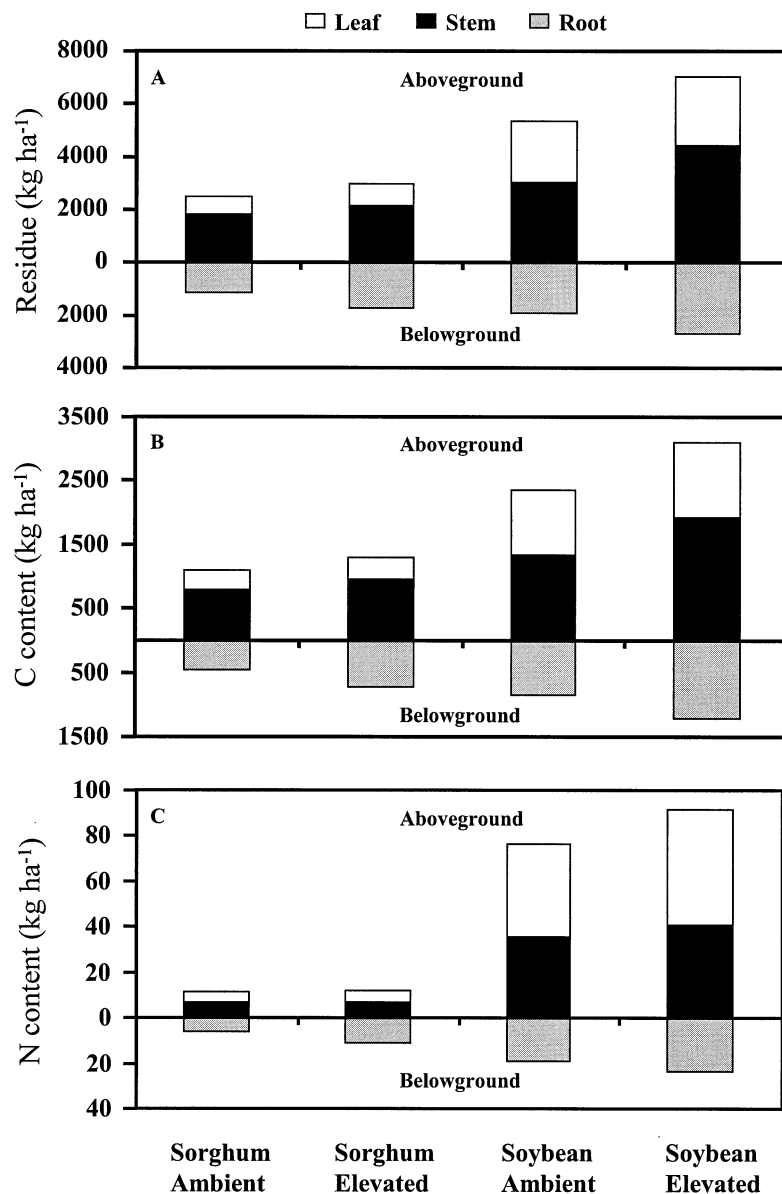 Leaf Stem Root
8000
6000
4000
2000
0
2000
4000
Residue (kg ha⁻¹)
A
Aboveground
Belowground
3500
2500
1500
500
500
1500
C content (kg ha⁻¹)
B
Aboveground
Belowground
100
80
60
40
20
0
20
40
N content (kg ha⁻¹)
C
Aboveground
Belowground
Sorghum
Ambient
Sorghum
Elevated
Soybean
Ambient
Soybean
Elevated